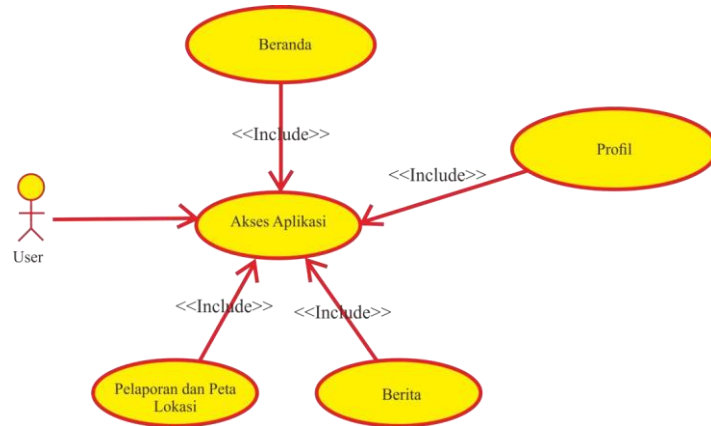 Beranda
<<Include>>
Profil
<<Include>>
Akses Aplikasi
User
<<Include>>
<<Include>>
Pelaporan dan Peta
Lokasi
Berita